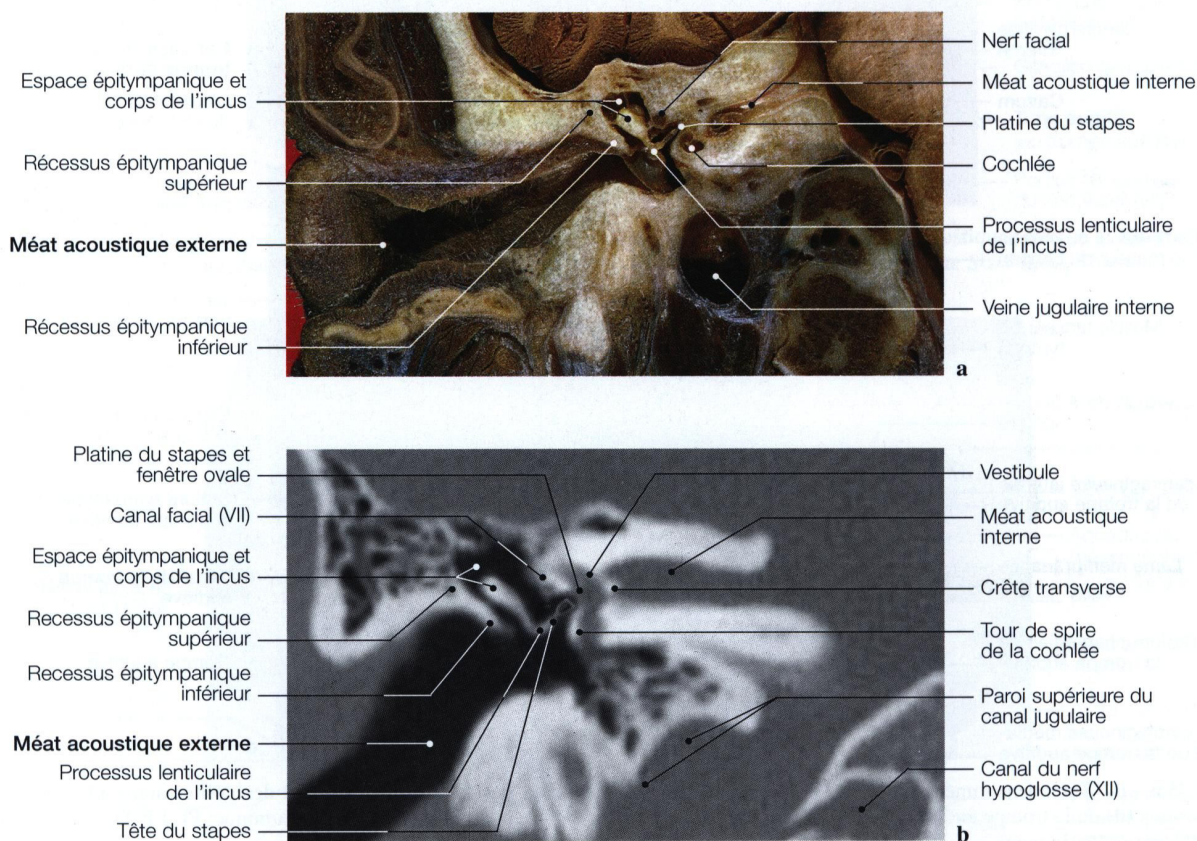 Espace épitympanique et
corps de l'incus
Récessus épitympanique
supérieur
Méat acoustique externe
Récessus épitympanique
inférieur
Nerf facial
Méat acoustique interne
Platine du stapes
Cochlée
Processus lenticulaire
de l'incus
Veine jugulaire interne
a
Platine du stapes et
fenêtre ovale
Canal facial (VII)
Espace épitympanique et
corps de l'incus
Recessus épitympanique
supérieur
Recessus épitympanique
inférieur
Méat acoustique externe
Processus lenticulaire
de l'incus
Tête du stapes
Vestibule
Méat acoustique
interne
Crête transverse
Tour de spire
de la cochlée
Paroi supérieure du
canal jugulaire
Canal du nerf
hypoglosse (XII)
b